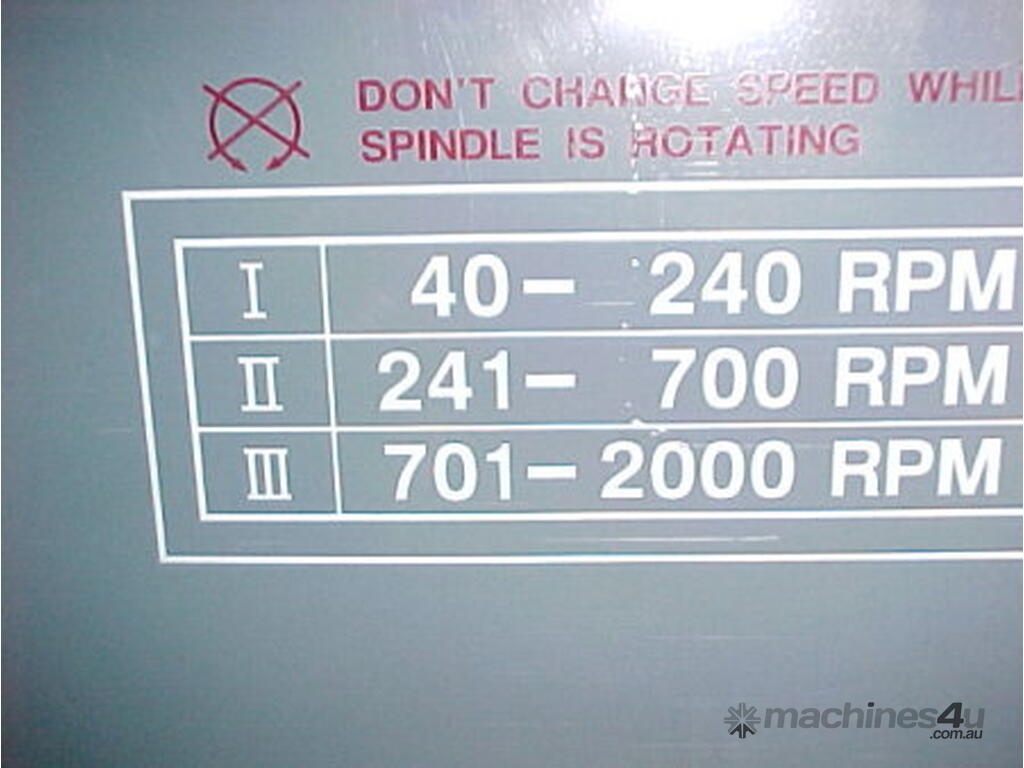 DON'T CHANGE SPEED WHIL
SPINDLE IS ROTATING
I 40- 240 RPM
II 241- 700 RPM
III 701-2000 RPM
machines4u
.com.au